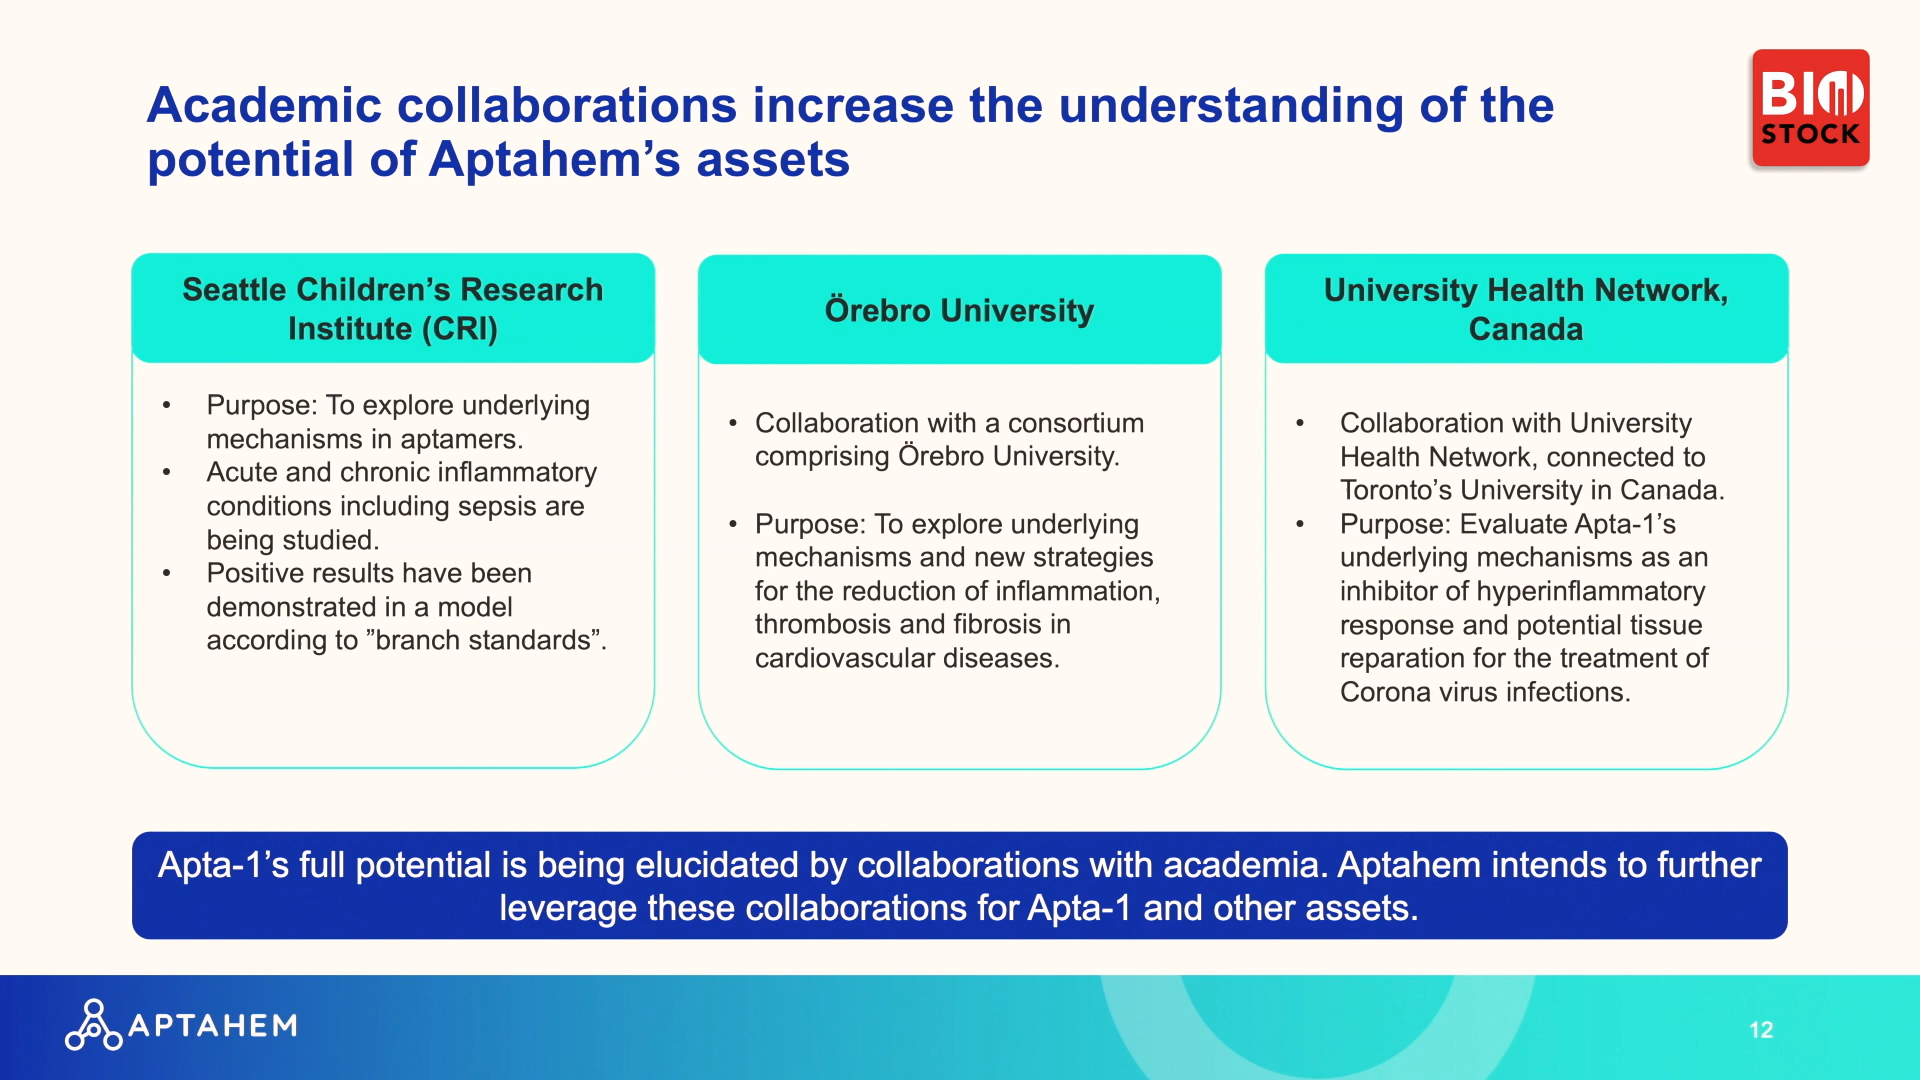 Academic collaborations increase the understanding of the
potential of Aptahem’s assets
BIO
STOCK
Seattle Children’s Research
Institute (CRI)
• Purpose: To explore underlying
mechanisms in aptamers.
• Acute and chronic inflammatory
conditions including sepsis are
being studied.
• Positive results have been
demonstrated in a model
according to ”branch standards”.
Örebro University
• Collaboration with a consortium
comprising Örebro University.
• Purpose: To explore underlying
mechanisms and new strategies
for the reduction of inflammation,
thrombosis and fibrosis in
cardiovascular diseases.
University Health Network,
Canada
• Collaboration with University
Health Network, connected to
Toronto’s University in Canada.
• Purpose: Evaluate Apta-1’s
underlying mechanisms as an
inhibitor of hyperinflammatory
response and potential tissue
reparation for the treatment of
Corona virus infections.
Apta-1’s full potential is being elucidated by collaborations with academia. Aptahem intends to further
leverage these collaborations for Apta-1 and other assets.
APTAHEM
12